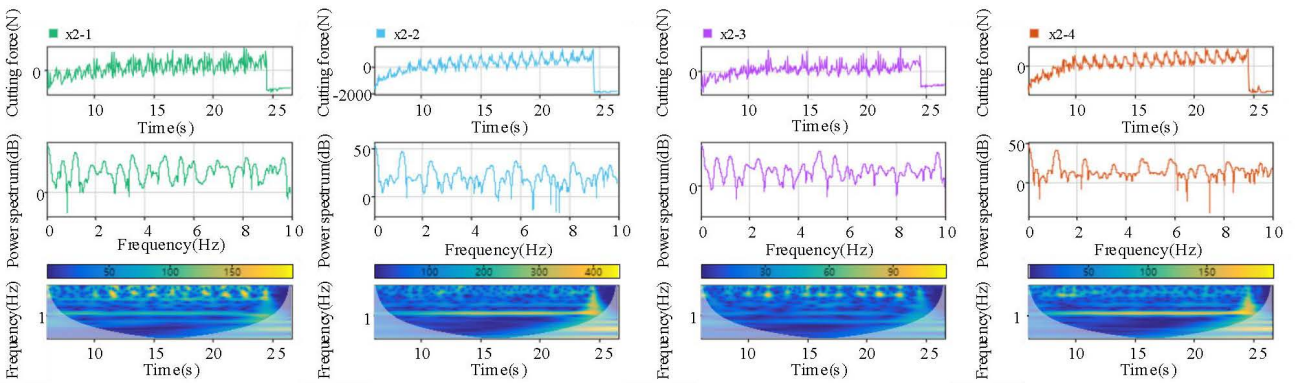 x2-1 x2-2 x2-3 x2-4
Cutting force(N) Cutting force(N) Cutting force(N) Cutting force(N)
0 0 0 0
-2000
10 15 20 25 10 15 20 25 10 15 20 25 10 15 20 25
Time(s) Time(s) Time(s) Time(s)
Power spectrum(dB) Power spectrum(dB) Power spectrum(dB) Power spectrum(dB)
50 50
0 0 0 0
0 2 4 6 8 10 0 2 4 6 8 10 0 2 4 6 8 10 0 2 4 6 8 10
Frequency(Hz) Frequency(Hz) Frequency(Hz) Frequency(Hz)
50 100 150 100 200 300 400 30 60 90 50 100 150
Frequency(Hz) Frequency(Hz) Frequency(Hz) Frequency(Hz)
1 1 1 1
10 15 20 25 10 15 20 25 10 15 20 25 10 15 20 25
Time(s) Time(s) Time(s) Time(s)